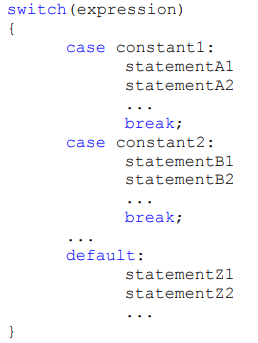 switch(expression)
{
case constant1:
statementA1
statementA2
...
break;
case constant2:
statementB1
statementB2
...
break;
...
default:
statementZ1
statementZ2
...
}